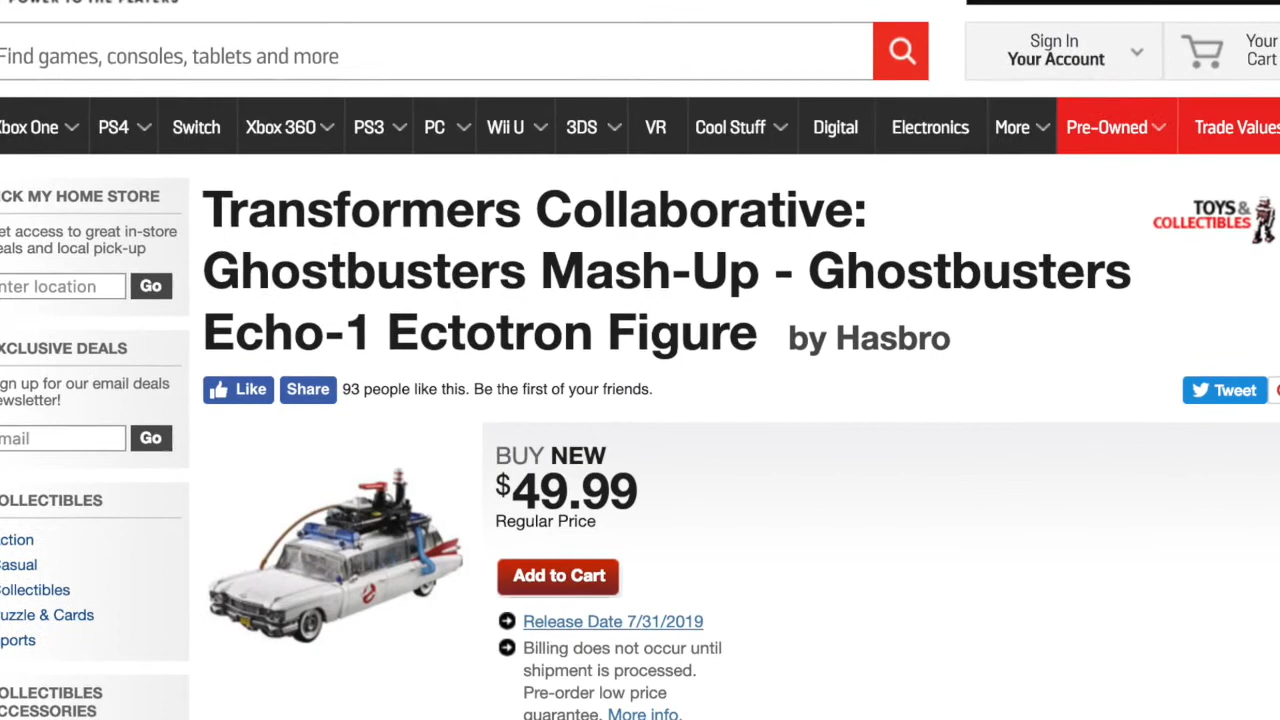 POWER TO THE PLAYERS
Find games, consoles, tablets and more
Sign In
Your Account
Your
Cart
Xbox One
PS4
Switch
Xbox 360
PS3
PC
Wii U
3DS
VR
Cool Stuff
Digital
Electronics
More
Pre-Owned
Trade Values
CK MY HOME STORE
et access to great in-store
eals and local pick-up
nter location
Go
XCLUSIVE DEALS
gn up for our email deals
ewsletter!
mail
Go
OLLECTIBLES
ction
asual
ollectibles
uzzle & Cards
ports
OLLECTIBLES
CCESSORIES
Transformers Collaborative:
Ghostbusters Mash-Up - Ghostbusters
Echo-1 Ectotron Figure by Hasbro
TOYS &
COLLECTIBLES
Like
Share
93 people like this. Be the first of your friends.
Tweet
BUY NEW
$49.99
Regular Price
Add to Cart
Release Date 7/31/2019
Billing does not occur until
shipment is processed.
Pre-order low price
guarantee. More info.